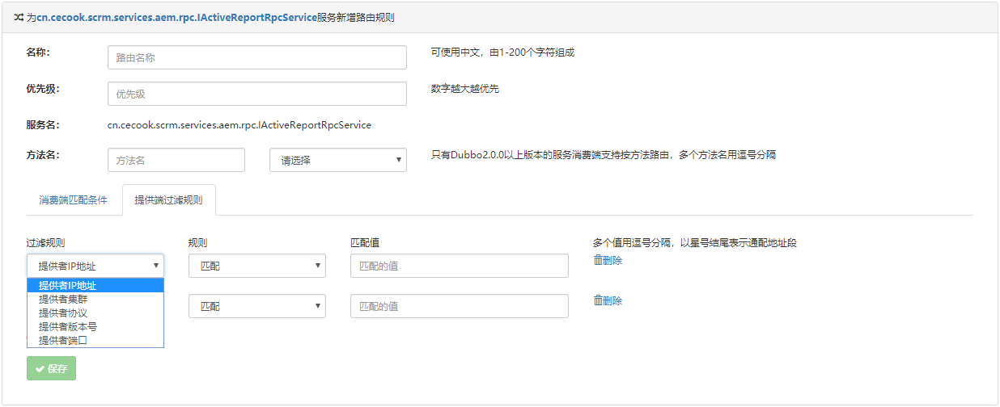 为cn.cecook.scrm.services.aem.rpc.IActiveReportRpcService服务新增路由规则
名称： 路由名称 可使用中文，由1-200个字符组成
优先级： 优先级 数字越大越优先
服务名： cn.cecook.scrm.services.aem.rpc.IActiveReportRpcService
方法名： 方法名 请选择 只有Dubbo2.0.0以上版本的服务消费端支持按方法路由，多个方法名用逗号分隔
消费端匹配条件 提供端过滤规则
过滤规则 规则 匹配值 多个值用逗号分隔，以星号结尾表示通配地址段
提供者IP地址 匹配 匹配的值 删除
提供者IP地址
提供者集群
匹配 匹配的值 删除
提供者协议
提供者版本号
提供者端口
保存